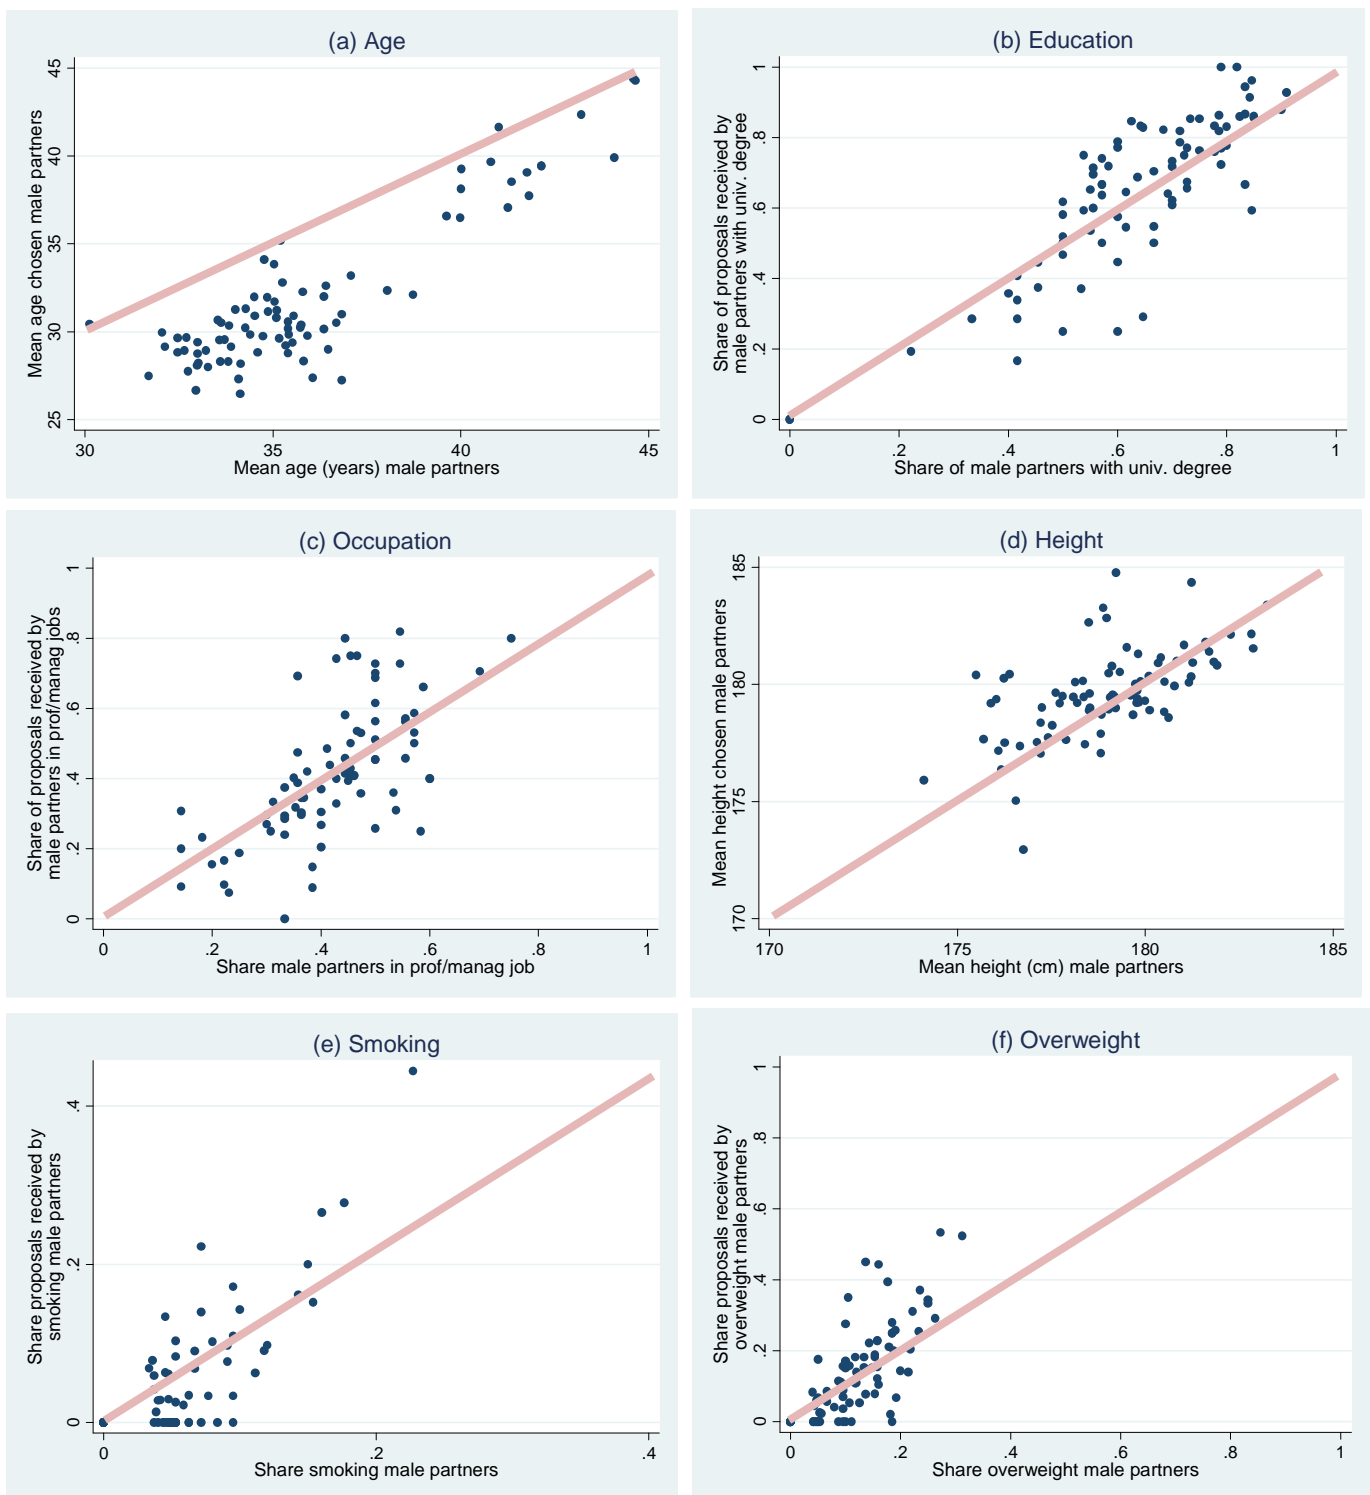 (a) Age
Mean age chosen male partners
45
40
35
30
25
30 35 40 45
Mean age (years) male partners
(b) Education
Share of proposals received by
male partners with univ. degree
1
.8
.6
.4
.2
0
0 .2 .4 .6 .8 1
Share of male partners with univ. degree
(c) Occupation
Share of proposals received by
male partners in prof/manag jobs
1
.8
.6
.4
.2
0
0 .2 .4 .6 .8 1
Share male partners in prof/manag job
(d) Height
Mean height chosen male partners
185
180
175
170
170 175 180 185
Mean height (cm) male partners
(e) Smoking
Share proposals received by
smoking male partners
.4
.2
0
0 .2 .4
Share smoking male partners
(f) Overweight
Share proposals received by
overweight male partners
1
.8
.6
.4
.2
0
0 .2 .4 .6 .8 1
Share overweight male partners